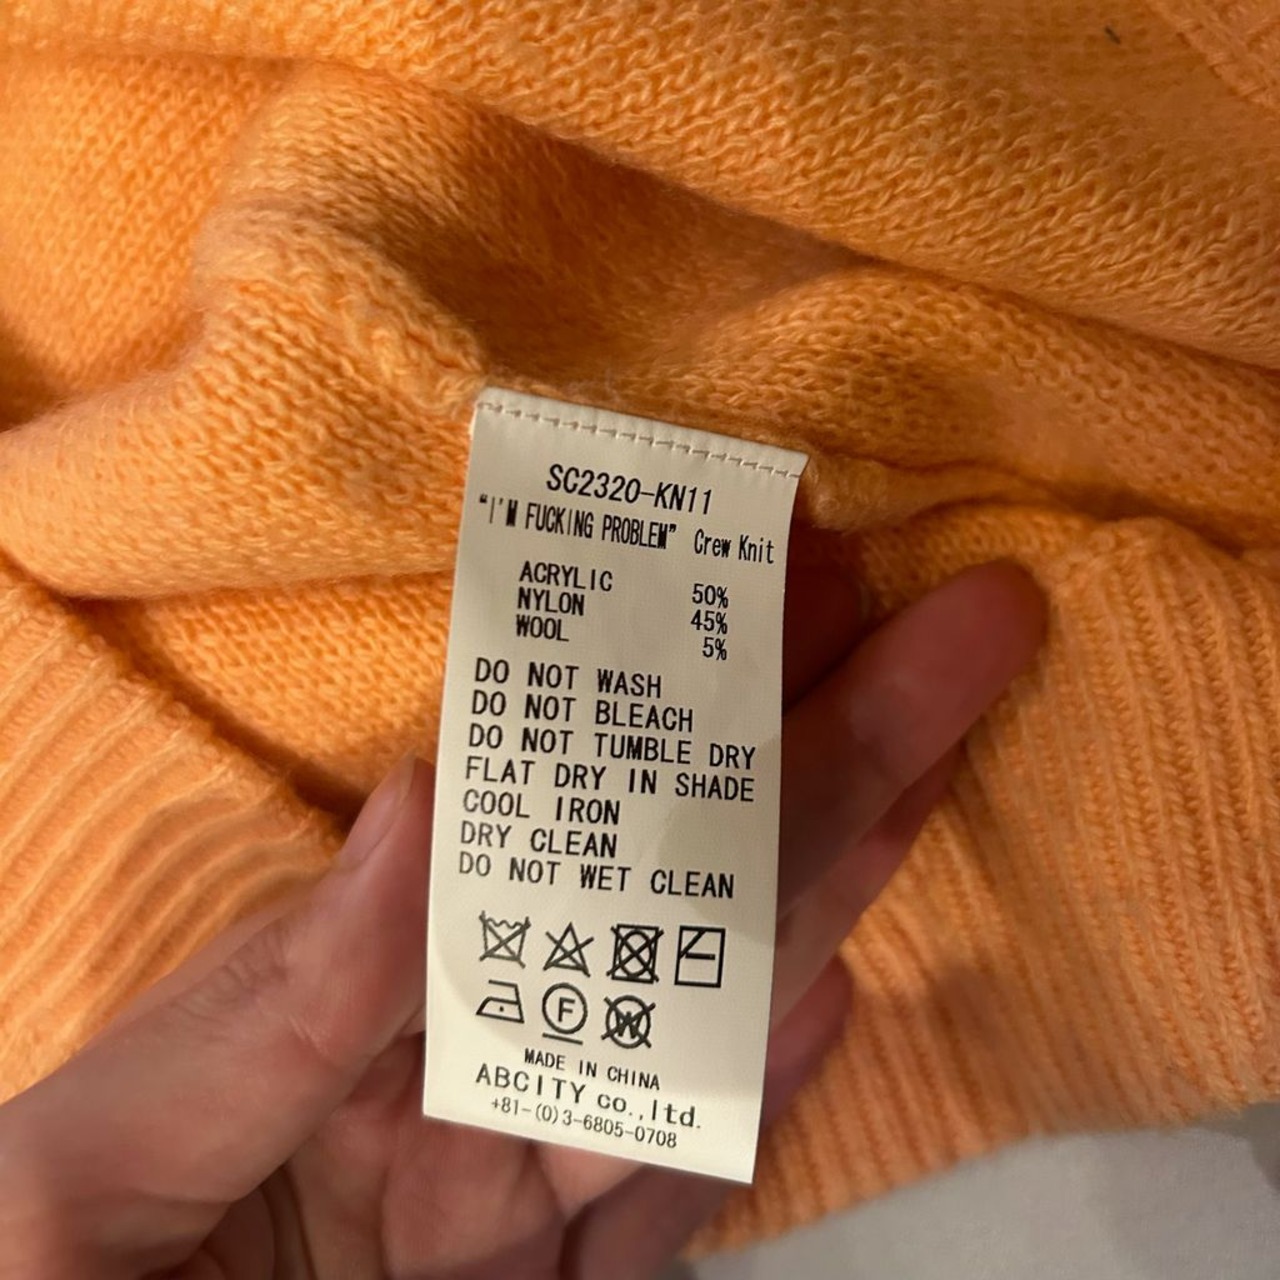 SC2320-KN11
“I'M FUCKING PROBLEM” Crew Knit
ACRYLIC 50%
NYLON 45%
WOOL 5%
DO NOT WASH
DO NOT BLEACH
DO NOT TUMBLE DRY
FLAT DRY IN SHADE
COOL IRON
DRY CLEAN
DO NOT WET CLEAN
F W
MADE IN CHINA
ABCITY co.,ltd.
+81-(0)3-6805-0708